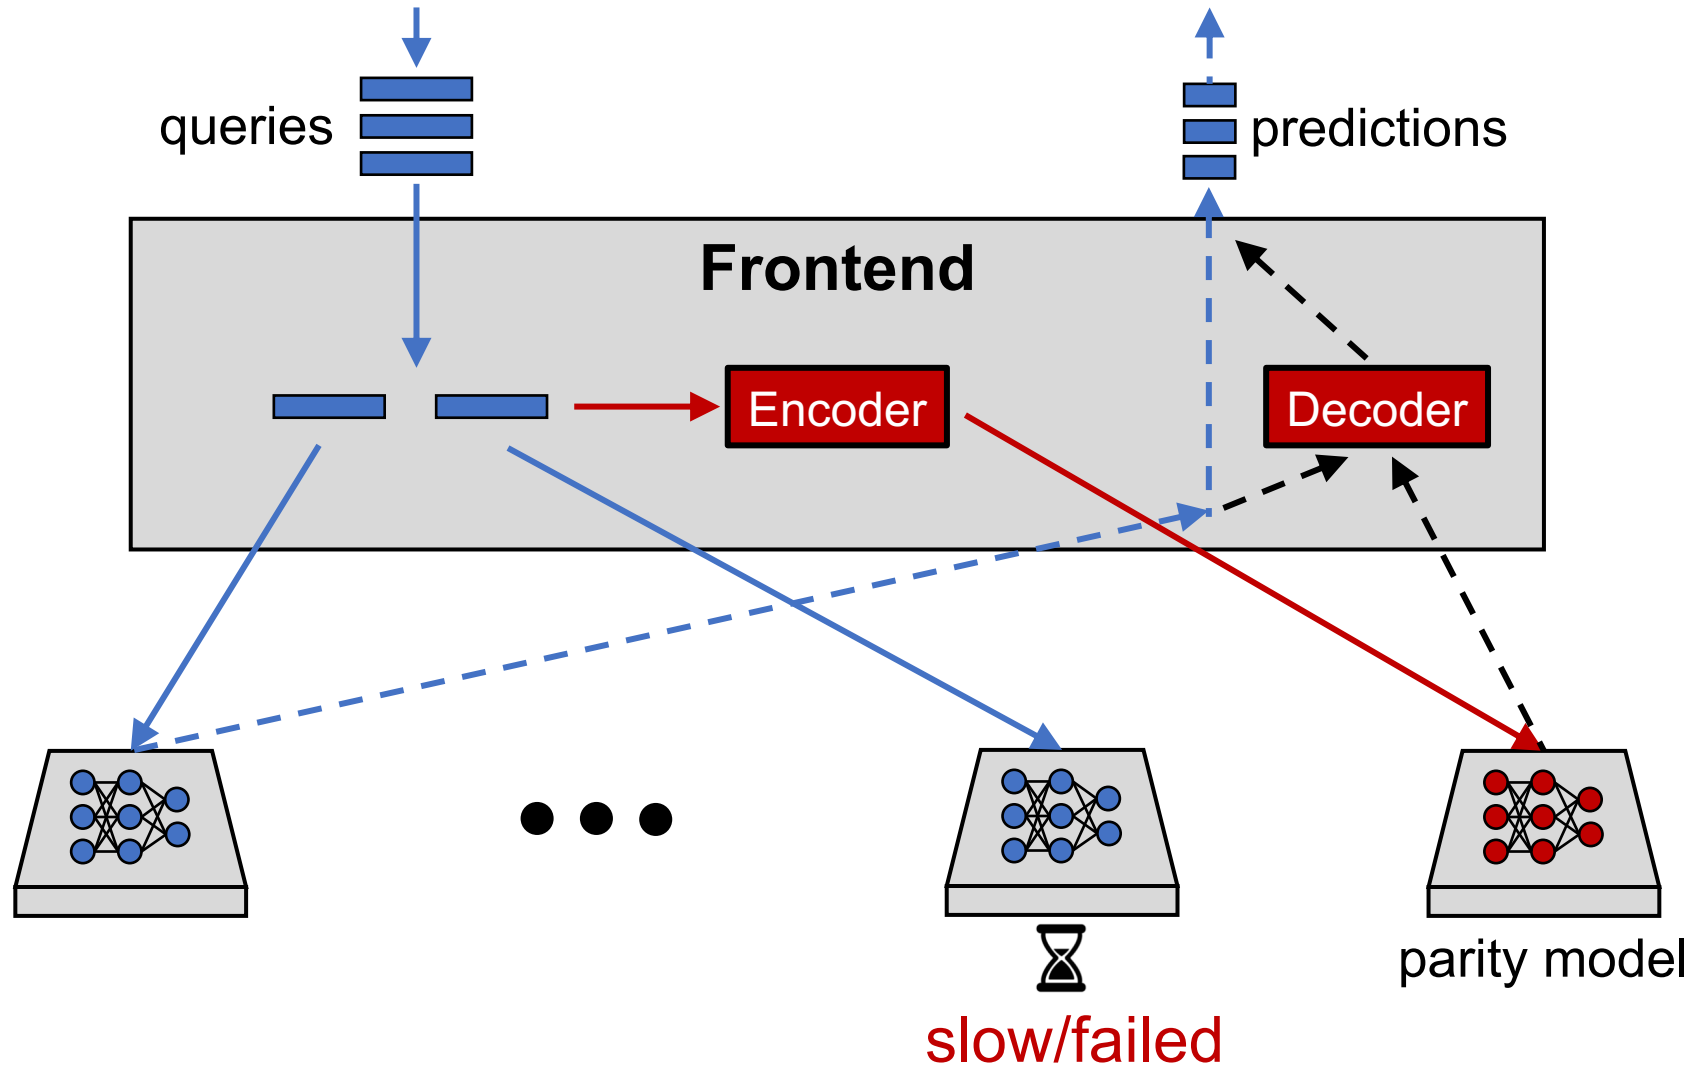 queries
predictions
Frontend
Encoder
Decoder
parity model
slow/failed